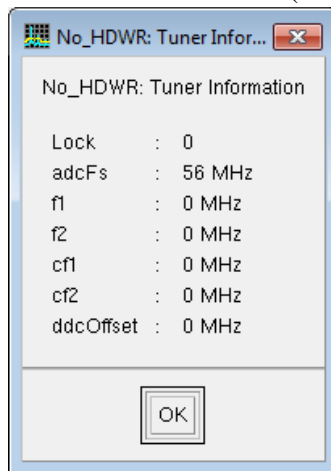 No_HDWR: Tuner Infor...
No_HDWR: Tuner Information
Lock : 0
adcFs : 56 MHz
f1 : 0 MHz
f2 : 0 MHz
cf1 : 0 MHz
cf2 : 0 MHz
ddcOffset : 0 MHz
OK